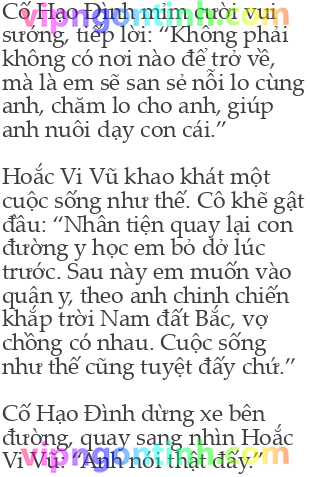 Cố Hạo Đình mỉm cười vui
sướng, tiếp lời: “Không phải
không có nơi nào để trở về,
mà là em sẽ san sẻ nỗi lo cùng
anh, chăm lo cho anh, giúp
anh nuôi dạy con cái.”
Hoắc Vi Vũ khao khát một
cuộc sống như thế. Cô khẽ gật
đầu: “Nhân tiện quay lại con
đường y học em bỏ dở lúc
trước. Sau này em muốn vào
quân y, theo anh chinh chiến
khắp trời Nam đất Bắc, vợ
chồng có nhau. Cuộc sống
như thế cũng tuyệt đấy chứ.”
Cố Hạo Đình dừng xe bên
đường, quay sang nhìn Hoắc
Vi Vũ: “Anh nói thật đấy.”
vipngontinh.com
vipngontinh.com